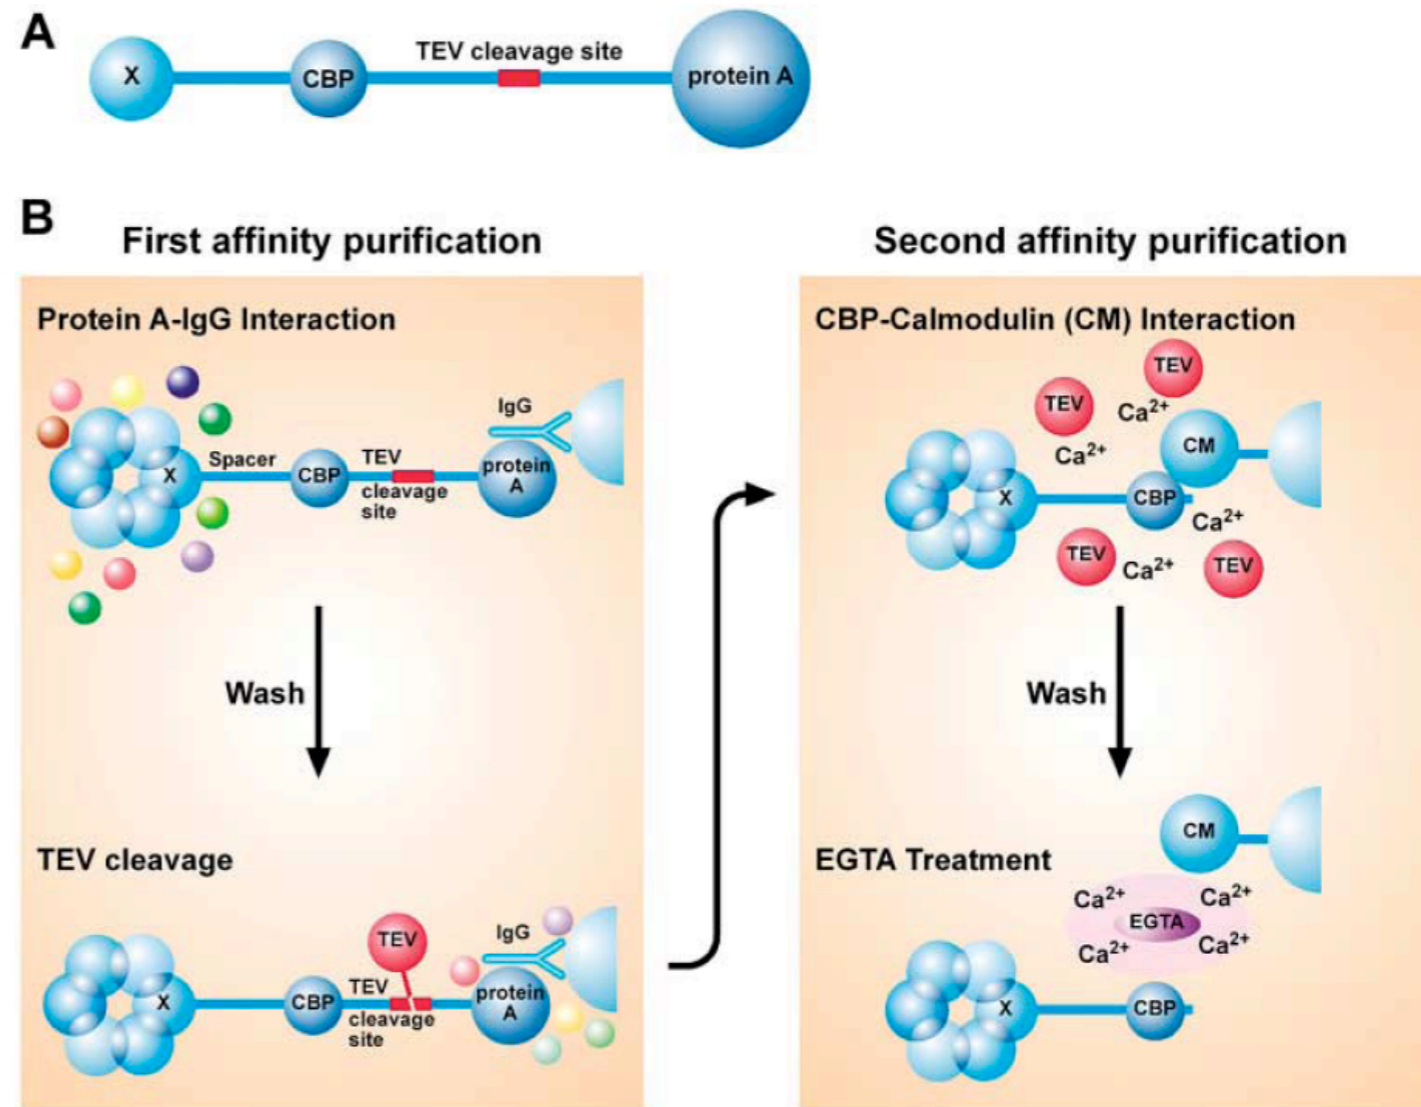 A
X
CBP
TEV cleavage site
protein A
B
First affinity purification
Protein A-IgG Interaction
IgG
X
Spacer
CBP
TEV
cleavage
site
protein
A
Wash
TEV cleavage
TEV
IgG
X
CBP
TEV
cleavage
site
protein
A
Second affinity purification
CBP-Calmodulin (CM) Interaction
TEV
TEV
Ca²⁺
Ca²⁺
CM
X
CBP
Ca²⁺
TEV
Ca²⁺
TEV
Wash
CM
EGTA Treatment
Ca²⁺
Ca²⁺
EGTA
Ca²⁺
Ca²⁺
X
CBP